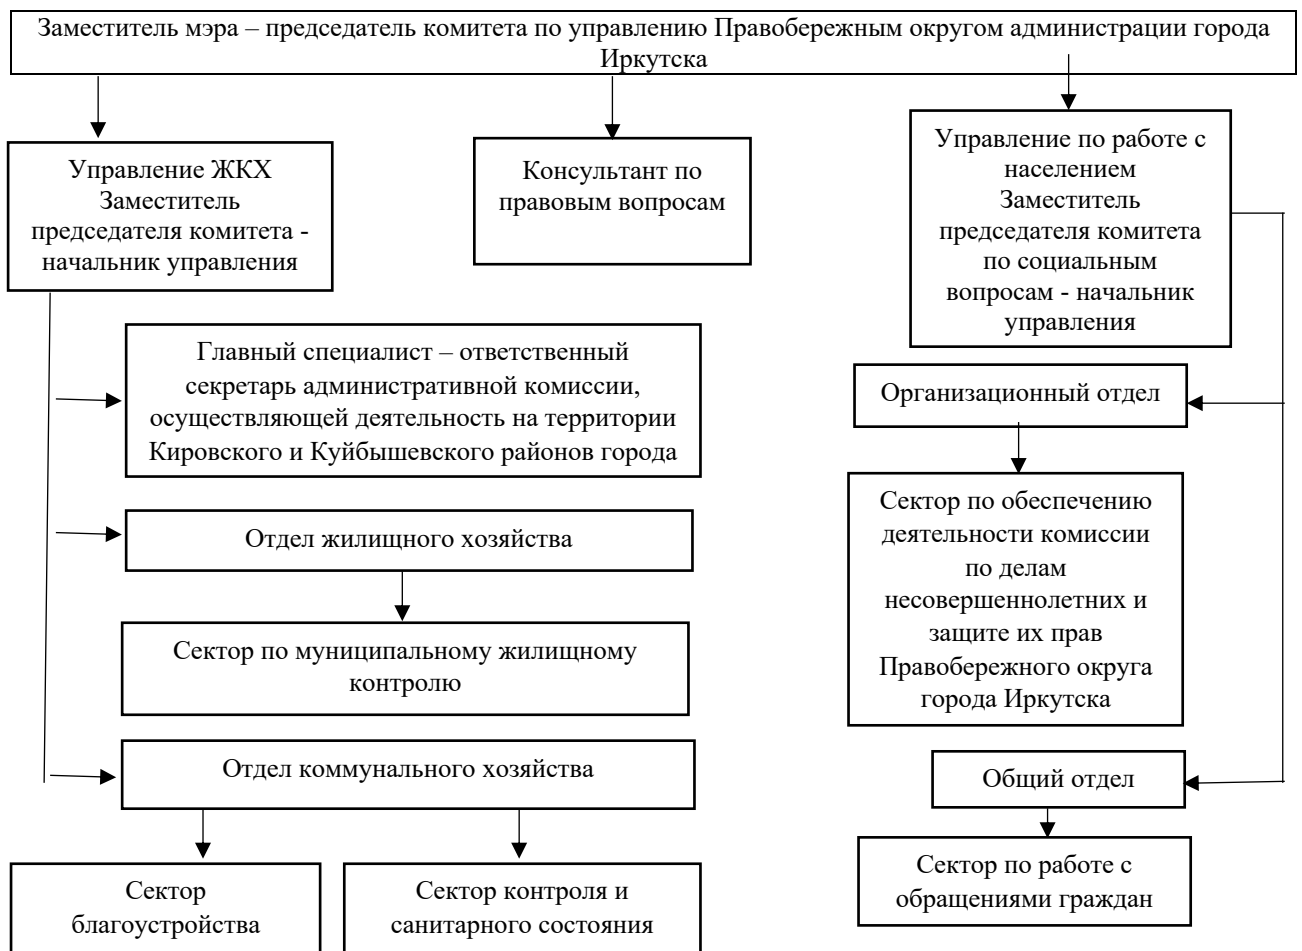 Заместитель мэра – председатель комитета по управлению Правобережным округом администрации города
Иркутска
Управление ЖКХ
Заместитель
председателя комитета -
начальник управления
Консультант по
правовым вопросам
Управление по работе с
населением
Заместитель
председателя комитета
по социальным
вопросам - начальник
управления
Главный специалист – ответственный
секретарь административной комиссии,
осуществляющей деятельность на территории
Кировского и Куйбышевского районов города
Отдел жилищного хозяйства
Сектор по муниципальному жилищному
контролю
Отдел коммунального хозяйства
Сектор
благоустройства
Сектор контроля и
санитарного состояния
Организационный отдел
Сектор по обеспечению
деятельности комиссии
по делам
несовершеннолетних и
защите их прав
Правобережного округа
города Иркутска
Общий отдел
Сектор по работе с
обращениями граждан